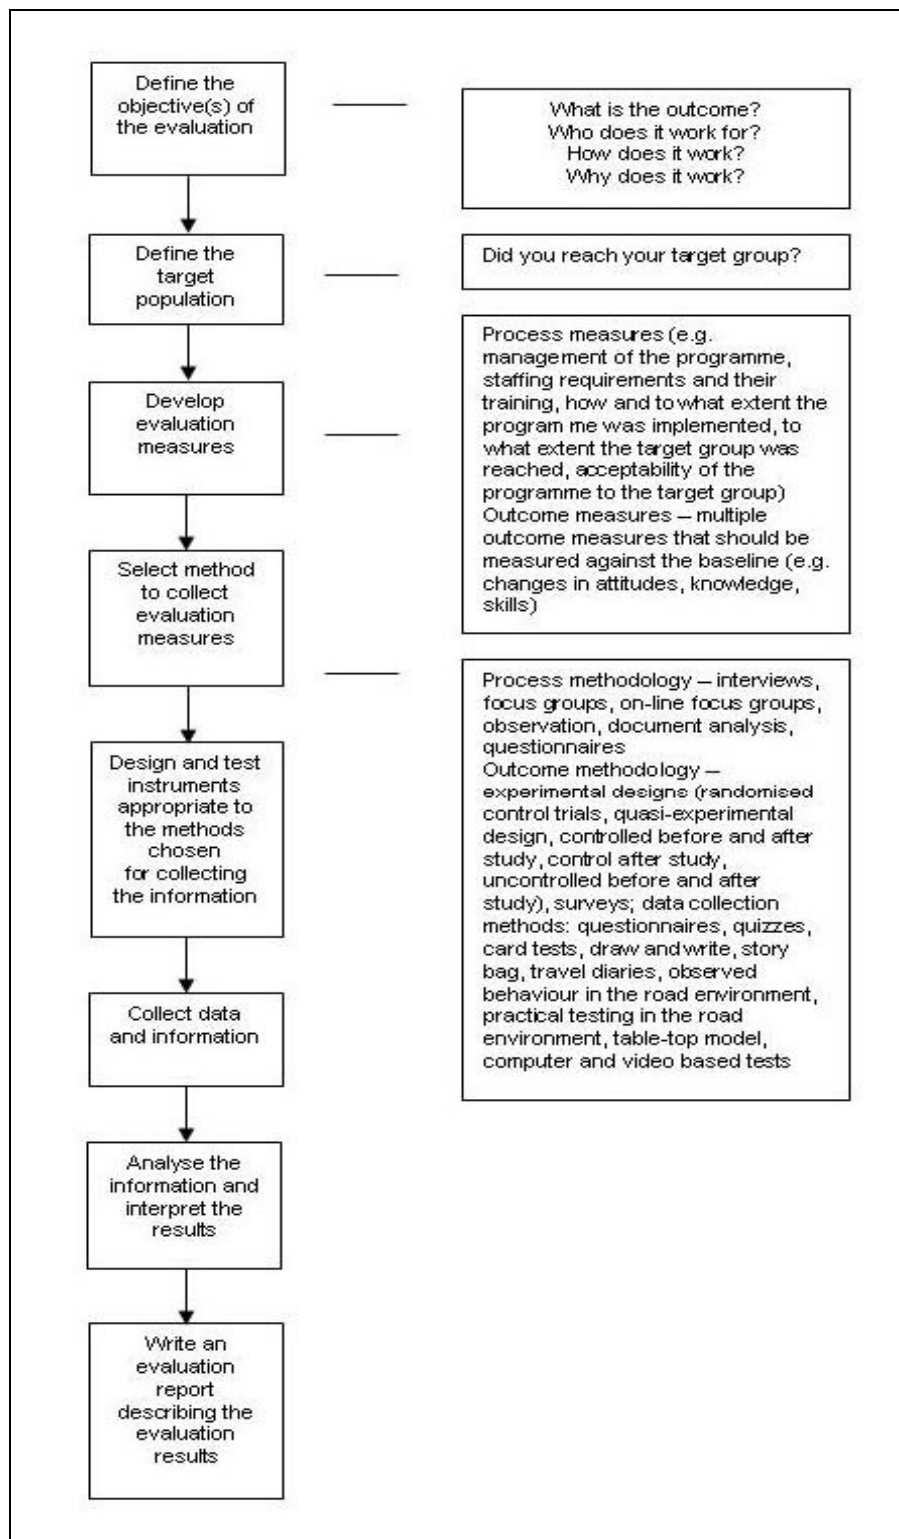 Define the
objective(s) of
the evaluation
What is the outcome?
Who does it work for?
How does it work?
Why does it work?
Define the
target
population
Did you reach your target group?
Develop
evaluation
measures
Process measures (e.g.
management of the programme,
staffing requirements and their
training, how and to what extent the
program me was implemented, to
what extent the target group was
reached, acceptability of the
programme to the target group)
Outcome measures – multiple
outcome measures that should be
measured against the baseline (e.g.
changes in attitudes, knowledge,
skills)
Select method
to collect
evaluation
measures
Process methodology – interviews,
focus groups, on-line focus groups,
observation, document analysis,
questionnaires
Outcome methodology –
experimental designs (randomised
control trials, quasi-experimental
design, controlled before and after
study, control after study,
uncontrolled before and after
study), surveys; data collection
methods: questionnaires, quizzes,
card tests, draw and write, story
bag, travel diaries, observed
behaviour in the road environment,
practical testing in the road
environment, table-top model,
computer and video based tests
Design and test
instruments
appropriate to
the methods
chosen
for collecting
the information
Collect data
and information
Analyse the
information and
interpret the
results
Write an
evaluation
report
describing the
evaluation
results